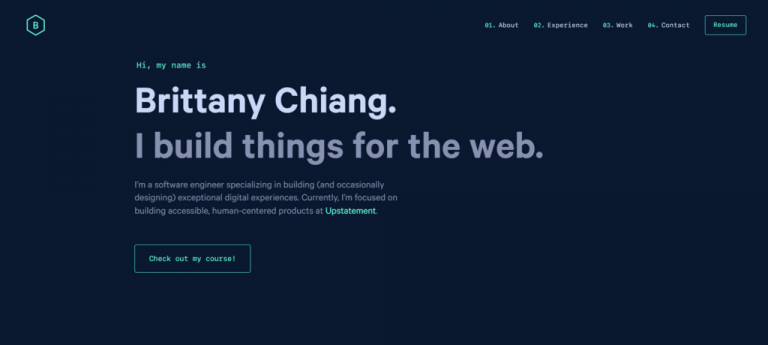 B
01. About 02. Experience 03. Work 04. Contact Resume
Hi, my name is
Brittany Chiang.
I build things for the web.
I'm a software engineer specializing in building (and occasionally
designing) exceptional digital experiences. Currently, I'm focused on
building accessible, human-centered products at Upstatement.
Check out my course!